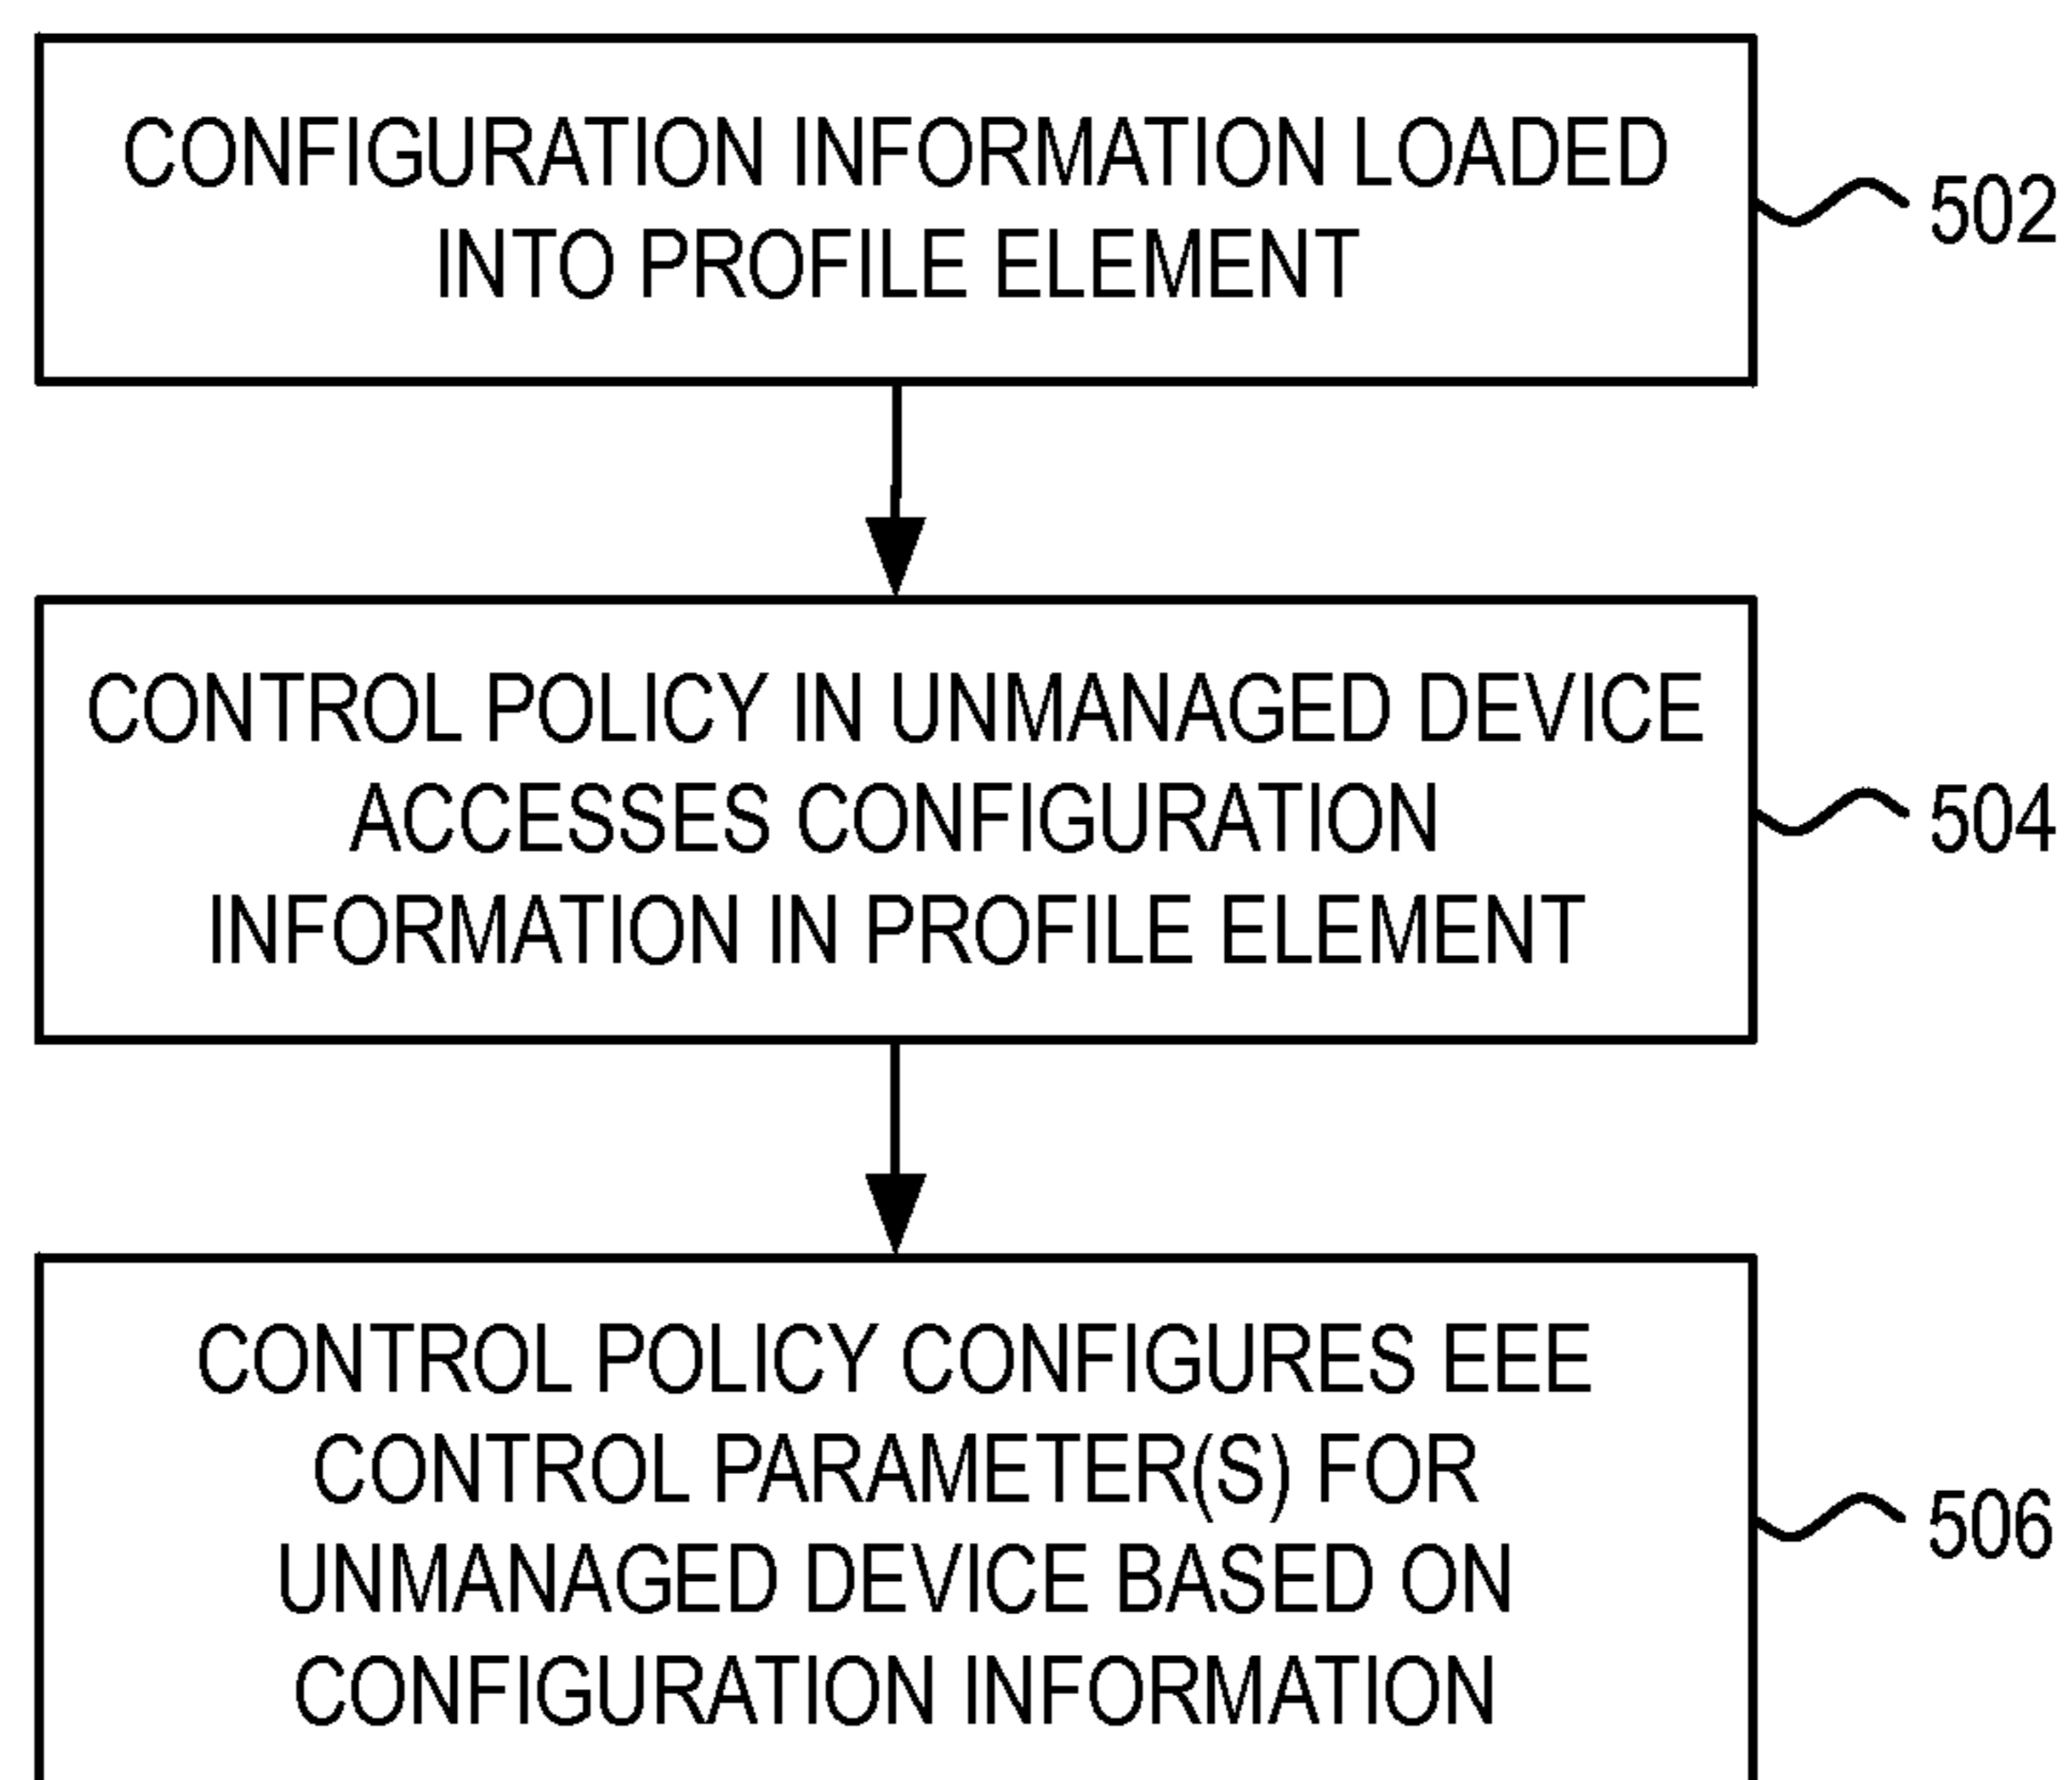 CONFIGURATION INFORMATION LOADED
INTO PROFILE ELEMENT
502
CONTROL POLICY IN UNMANAGED DEVICE
ACCESSES CONFIGURATION
INFORMATION IN PROFILE ELEMENT
504
CONTROL POLICY CONFIGURES EEE
CONTROL PARAMETER(S) FOR
UNMANAGED DEVICE BASED ON
CONFIGURATION INFORMATION
506